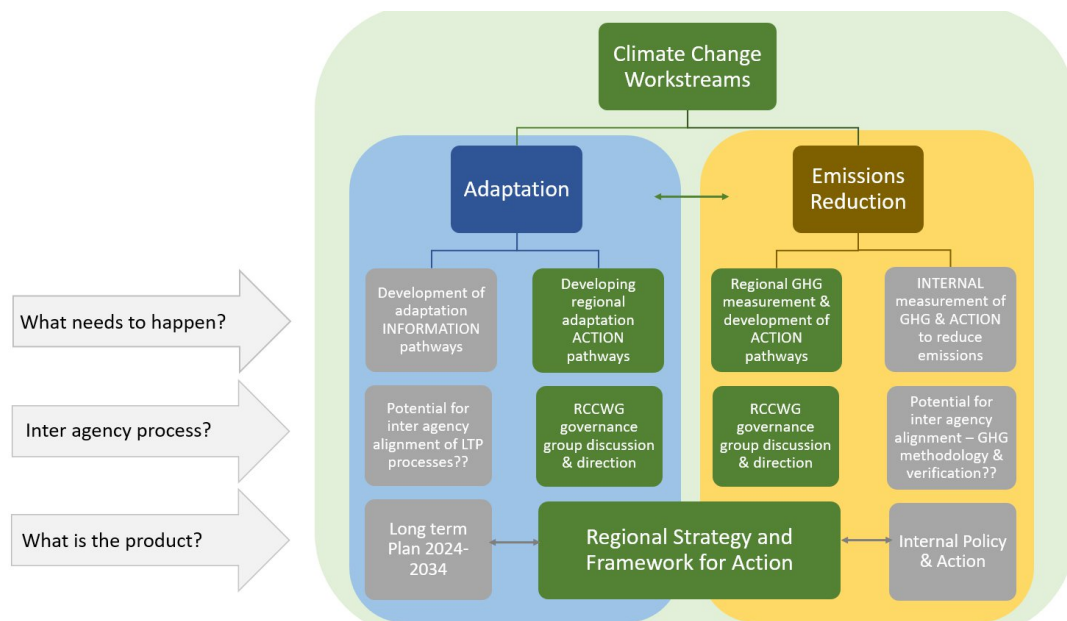 Climate Change
Workstreams
Adaptation
Emissions
Reduction
What needs to happen?
Development of
adaptation
INFORMATION
pathways
Developing
regional
adaptation
ACTION
pathways
Regional GHG
measurement &
development of
ACTION
pathways
INTERNAL
measurement of
GHG & ACTION
to reduce
emissions
Inter agency process?
Potential for
inter agency
alignment of LTP
processes??
RCCWG
governance
group discussion
& direction
RCCWG
governance
group discussion
& direction
Potential for
inter agency
alignment – GHG
methodology &
verification??
What is the product?
Long term
Plan 2024-
2034
Regional Strategy and
Framework for Action
Internal Policy
& Action